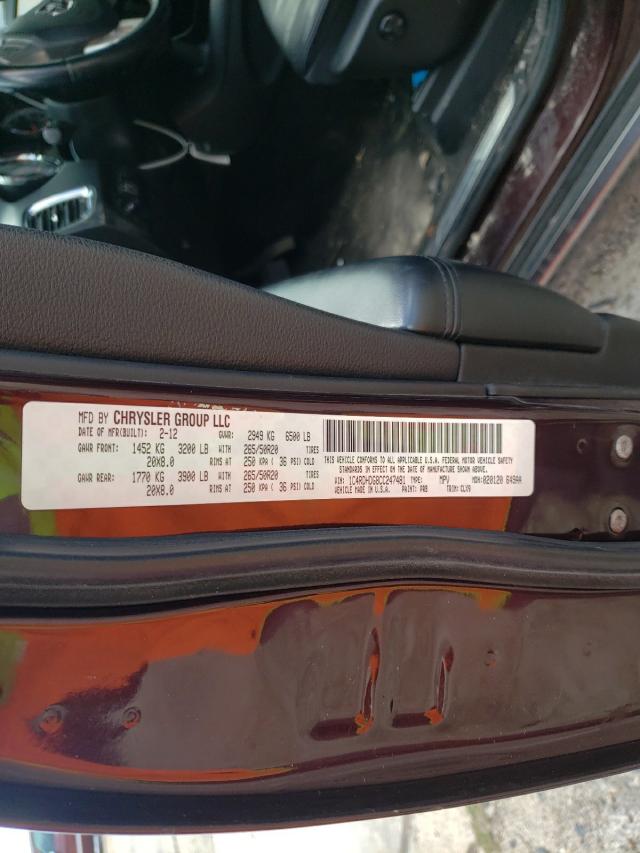 MFD BY CHRYSLER GROUP LLC
DATE OF MFR(BUILT): 2-12 GVWR: 2949 KG 6500 LB
GAWR FRONT: 1452 KG 3200 LB WITH 265/50R20 TIRES
20X8.0 RIMS AT 250 KPA ( 36 PSI) COLD
GAWR REAR: 1770 KG 3900 LB WITH 265/50R20 TIRES
20X8.0 RIMS AT 250 KPA ( 36 PSI) COLD
THIS VEHICLE CONFORMS TO ALL APPLICABLE U.S.A. FEDERAL MOTOR VEHICLE SAFETY
STANDARDS IN EFFECT ON THE DATE OF MANUFACTURE SHOWN ABOVE.
VIN: 1C4RDHDG8CC247481 TYPE: MPV MDH: 020120 649AA
VEHICLE MADE IN U.S.A. PAINT: PRB TRIM: CLX9